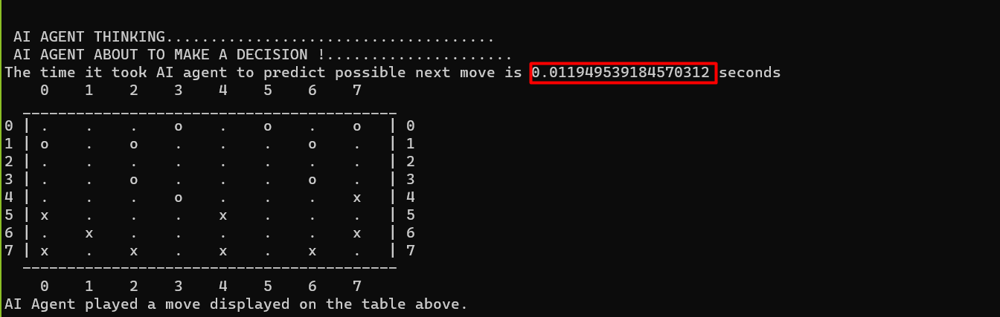 AI AGENT THINKING.....................................
AI AGENT ABOUT TO MAKE A DECISION !.....................
The time it took AI agent to predict possible next move is 0.011949539184570312 seconds
0 1 2 3 4 5 6 7
__________________________________________
0 | . . . o . o . o | 0
1 | o . o . . . o . | 1
2 | . . . . . . . . | 2
3 | . . o . . . o . | 3
4 | . . . o . . . x | 4
5 | x . . . x . . . | 5
6 | . x . . . . . x | 6
7 | x . x . x . x . | 7
__________________________________________
0 1 2 3 4 5 6 7
AI Agent played a move displayed on the table above.